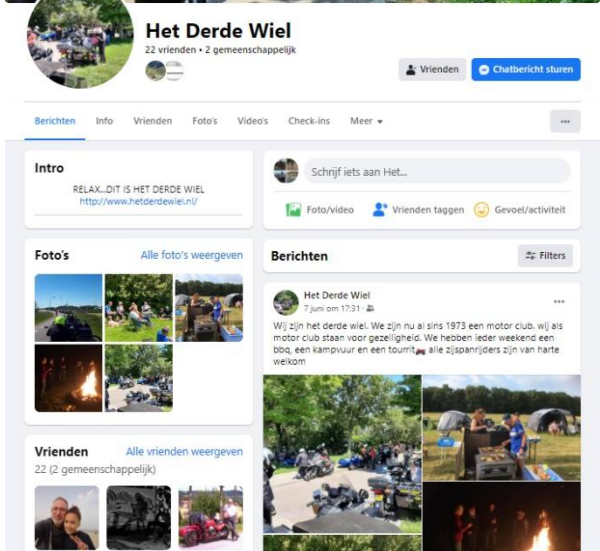 Het Derde Wiel
22 vrienden • 2 gemeenschappelijk
Vrienden
Chatbericht sturen
Berichten Info Vrienden Foto's Video's Check-ins Meer
Intro
RELAX...DIT IS HET DERDE WIEL
http://www.hetderdewiel.nl/
Schrijf iets aan Het...
Foto/video Vrienden taggen Gevoel/activiteit
Foto's Alle foto's weergeven
Berichten Filters
Het Derde Wiel
7 juni om 17:31 ·
Wij zijn het derde wiel. We zijn nu al sins 1973 een motor club. wij als
motor club staan voor gezelligheid. We hebben ieder weekend een
bbq, een kampvuur en een tourrit alle zijspanrijders zijn van harte
welkom
Vrienden Alle vrienden weergeven
22 (2 gemeenschappelijk)